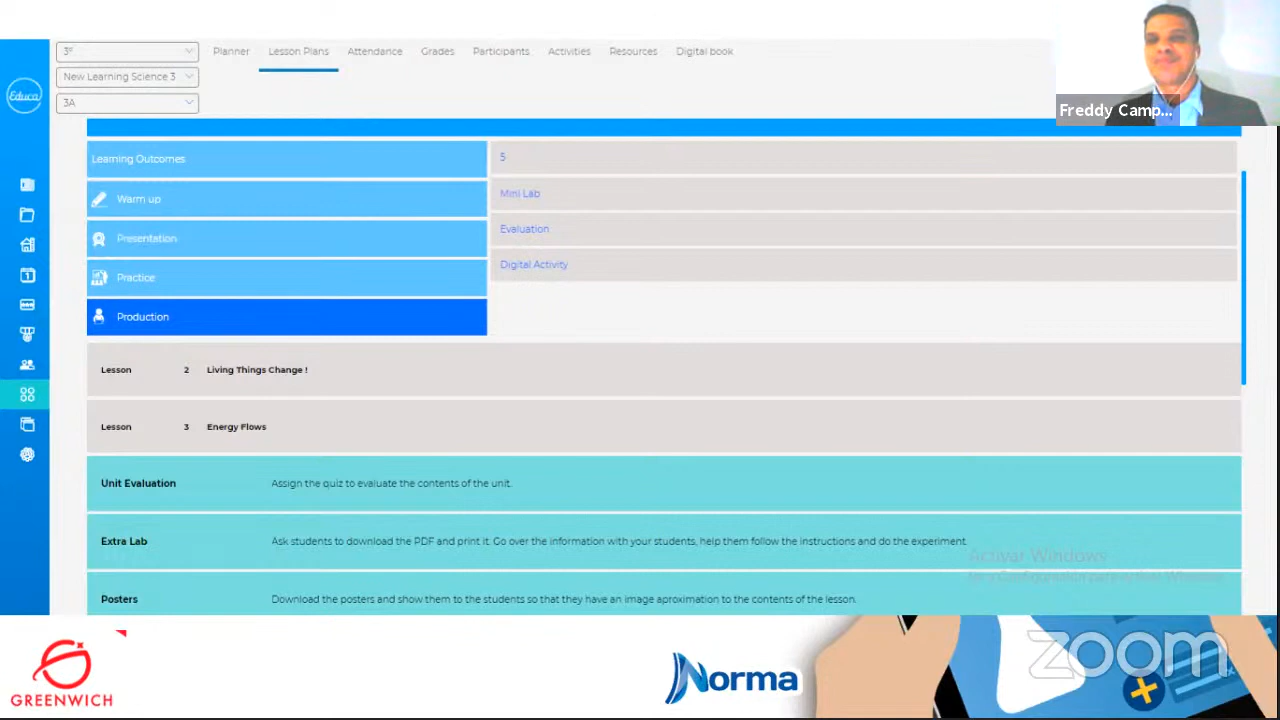 3º
Planner
Lesson Plans
Attendance
Grades
Participants
Activities
Resources
Digital book
New Learning Science 3
3A
Educa
Freddy Camp...
Learning Outcomes
5
Warm up
Mini Lab
Presentation
Evaluation
Practice
Digital Activity
Production
Lesson 2 Living Things Change !
Lesson 3 Energy Flows
Unit Evaluation Assign the quiz to evaluate the contents of the unit.
Extra Lab Ask students to download the PDF and print it. Go over the information with your students, help them follow the instructions and do the experiment.
Activar Windows
Posters Download the posters and show them to the students so that they have an image aproximation to the contents of the lesson.
GREENWICH
Norma
zoom